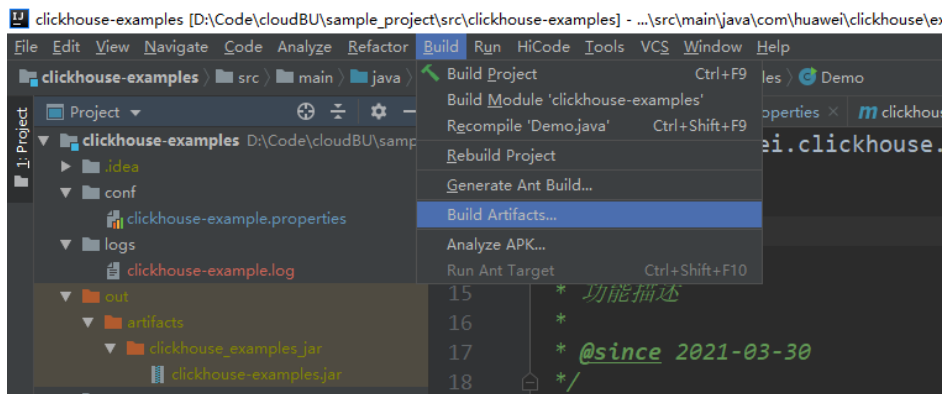 clickhouse-examples [D:\Code\cloudBU\sample_project\src\clickhouse-examples] - ...\src\main\java\com\huawei\clickhouse\ex
File Edit View Navigate Code Analyze Refactor Build Run HiCode Tools VCS Window Help
clickhouse-examples src main java
Demo
Project
1: Project
operties
m clickhous
clickhouse-examples D:\Code\cloudBU\samp
.idea
conf
clickhouse-example.properties
logs
clickhouse-example.log
out
artifacts
clickhouse_examples_jar
clickhouse-examples.jar
Build Project Ctrl+F9
Build Module 'clickhouse-examples'
Recompile 'Demo.java' Ctrl+Shift+F9
Rebuild Project
Generate Ant Build...
Build Artifacts...
Analyze APK...
Run Ant Target Ctrl+Shift+F10
ei.clickhouse.
15 * 功能描述
16 *
17 * @since 2021-03-30
18 */